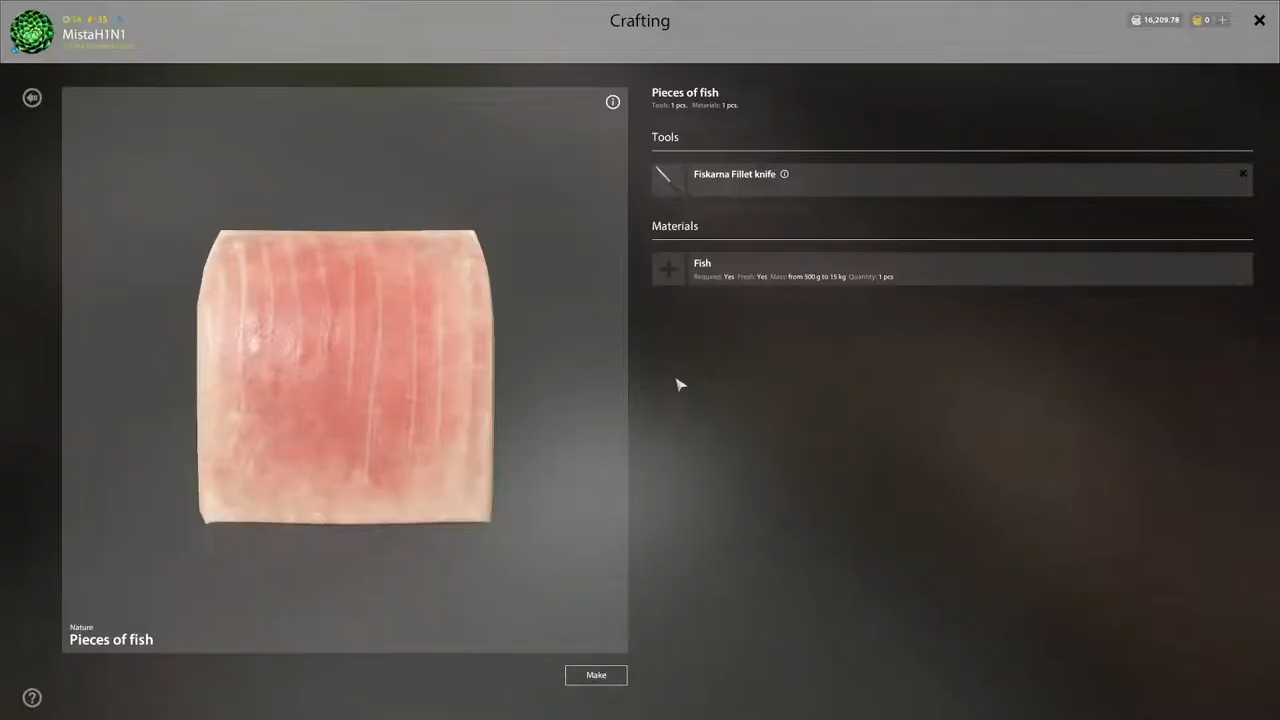 Crafting
35
MistaH1N1
16,209.78
0
Pieces of fish
Tools: 1 pcs. Materials: 1 pcs.
Tools
Fiskarna Fillet knife
Materials
Fish
Required: Yes Fresh: Yes Mass: from 500 g to 15 kg Quantity: 1 pcs
Nature
Pieces of fish
Make
?